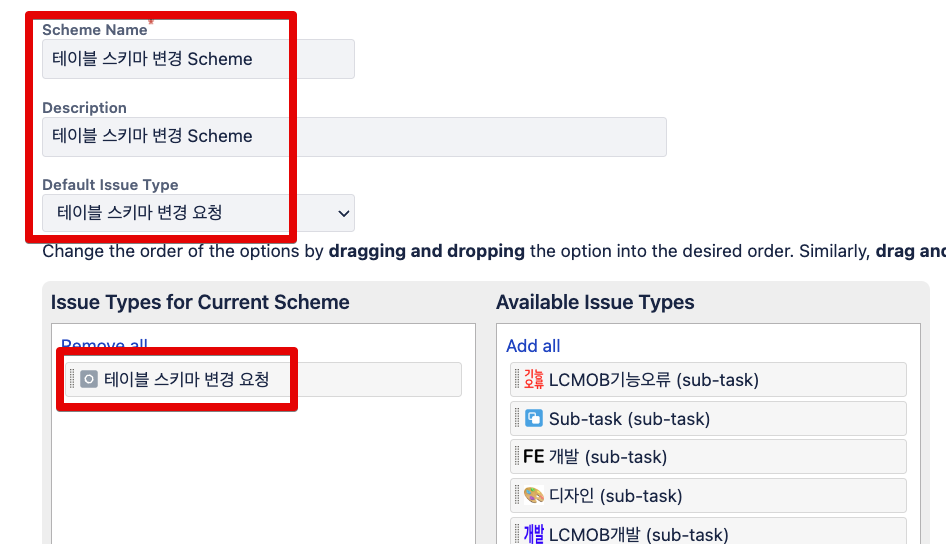 Scheme Name*
테이블 스키마 변경 Scheme
Description
테이블 스키마 변경 Scheme
Default Issue Type
테이블 스키마 변경 요청
Change the order of the options by dragging and dropping the option into the desired order. Similarly, drag and
Issue Types for Current Scheme
Remove all
테이블 스키마 변경 요청
Available Issue Types
Add all
기능오류 LCMOB기능오류 (sub-task)
Sub-task (sub-task)
FE 개발 (sub-task)
디자인 (sub-task)
개발 LCMOB개발 (sub-task)